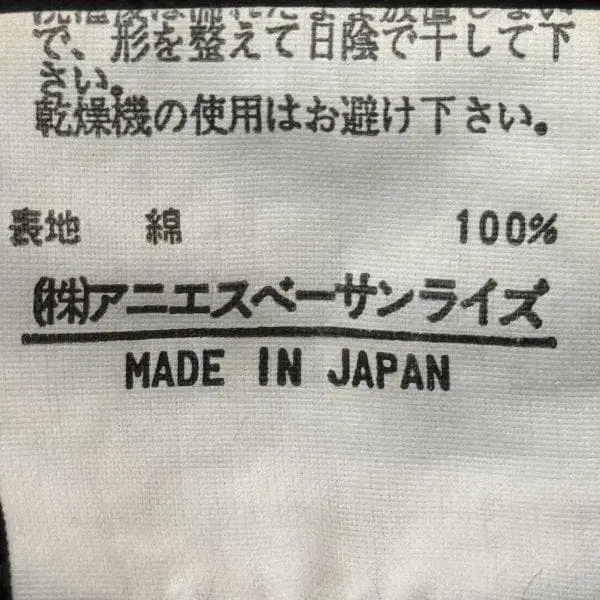 で、形を整えて日陰で干して下
さい。
乾燥機の使用はお避け下さい。
表地 綿 100%
(株)アニエスベーサンライズ
MADE IN JAPAN